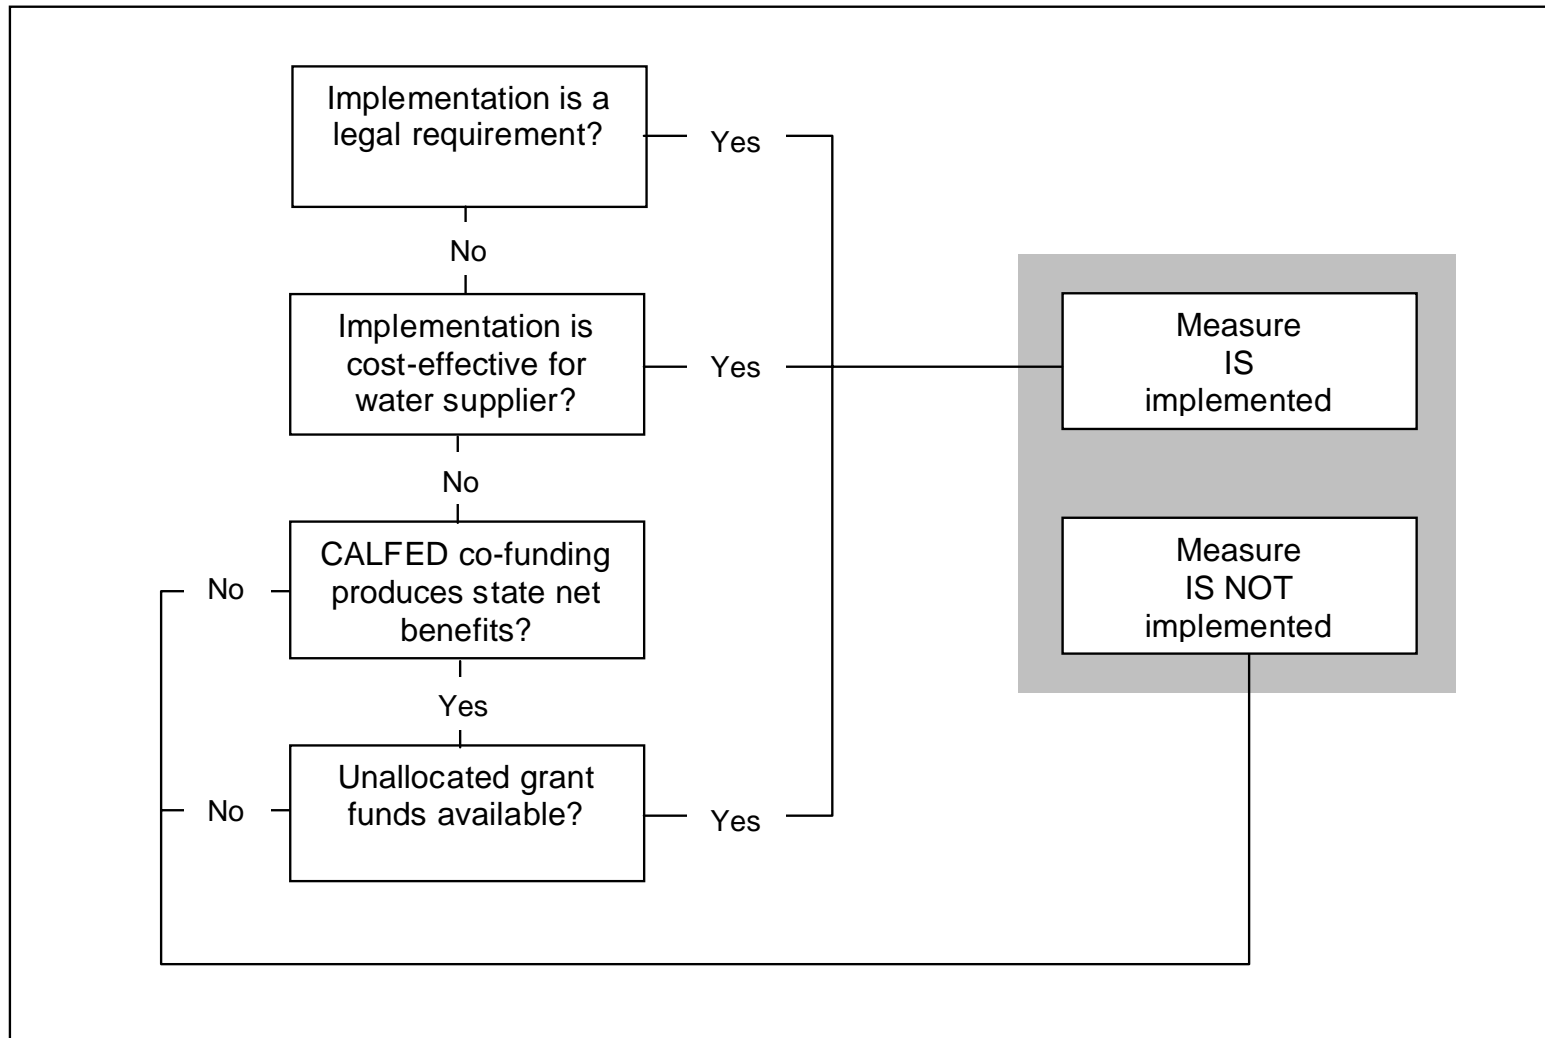 Implementation is a
legal requirement?
Yes
No
Implementation is
cost-effective for
water supplier?
Yes
Measure
IS
implemented
No
CALFED co-funding
produces state net
benefits?
No
Measure
IS NOT
implemented
Yes
Unallocated grant
funds available?
No
Yes